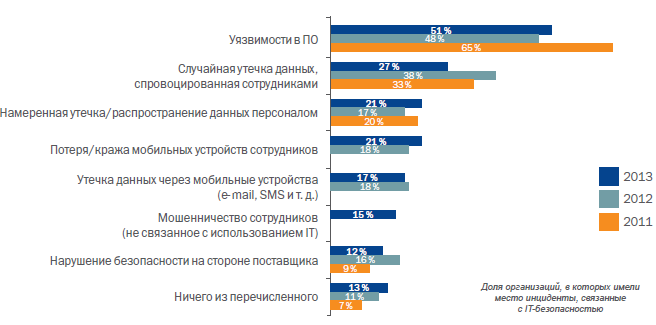 Уязвимости в ПО
51 %
48 %
65 %
Случайная утечка данных,
спровоцированная сотрудниками
27 %
38 %
33 %
Намеренная утечка/распространение данных персоналом
21 %
17 %
20 %
Потеря/кража мобильных устройств сотрудников
21 %
18 %
Утечка данных через мобильные устройства
(e-mail, SMS и т. д.)
17 %
18 %
Мошенничество сотрудников
(не связанное с использованием IT)
15 %
Нарушение безопасности на стороне поставщика
12 %
16 %
9 %
Ничего из перечисленного
13 %
11 %
7 %
2013
2012
2011
Доля организаций, в которых имели
место инциденты, связанные
с IT-безопасностью